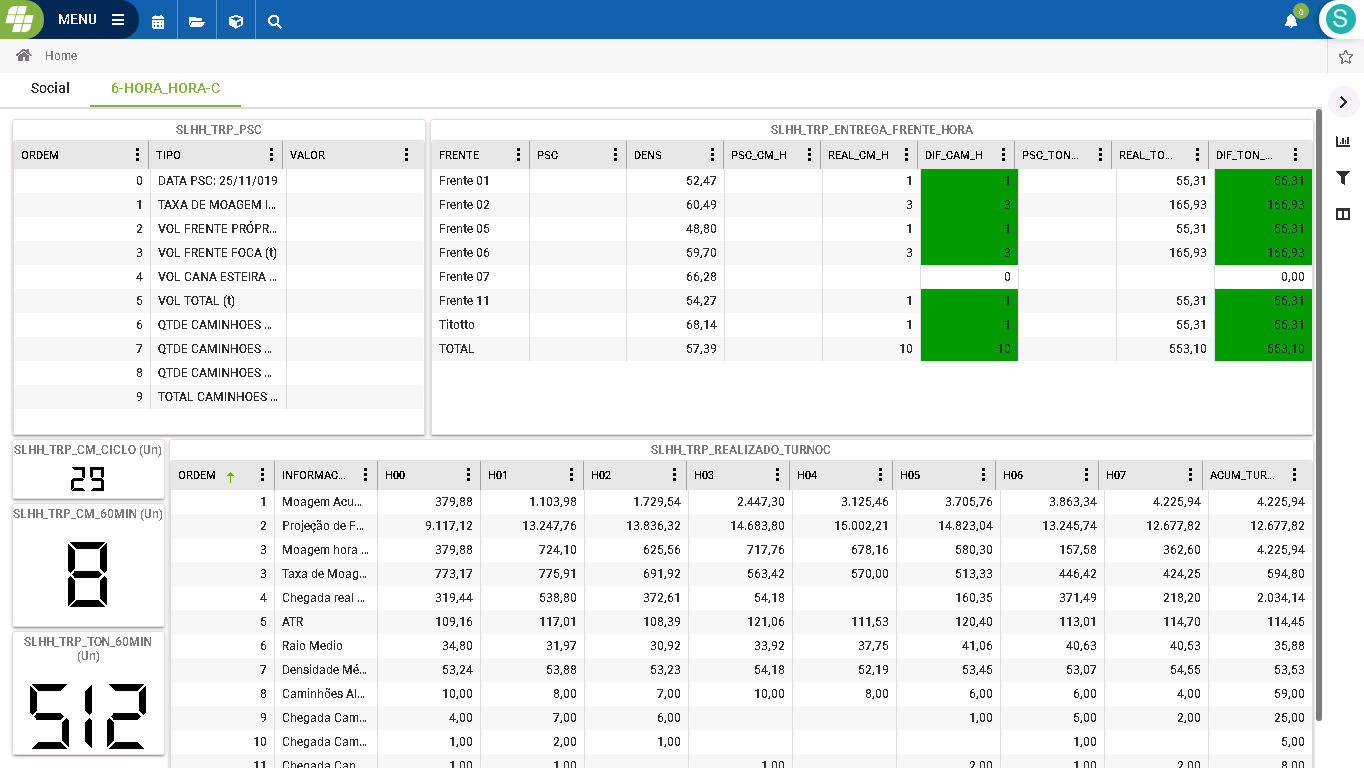 MENU
0
S
Home
Social 6-HORA_HORA-C
SLHH_TRP_PSC
ORDEM TIPO VALOR
0 DATA PSC: 25/11/019
1 TAXA DE MOAGEM I...
2 VOL FRENTE PRÓPR...
3 VOL FRENTE FOCA (t)
4 VOL CANA ESTEIRA ...
5 VOL TOTAL (t)
6 QTDE CAMINHOES ...
7 QTDE CAMINHOES ...
8 QTDE CAMINHOES ...
9 TOTAL CAMINHOES ...
SLHH_TRP_ENTREGA_FRENTE_HORA
FRENTE PSC DENS PSC_CM_H REAL_CM_H DIF_CAM_H PSC_TON... REAL_TO... DIF_TON_...
Frente 01 52,47 1 1 55,31 55,31
Frente 02 60,49 3 3 165,93 165,93
Frente 05 48,80 1 1 55,31 55,31
Frente 06 59,70 3 3 165,93 165,93
Frente 07 66,28 0 0,00
Frente 11 54,27 1 1 55,31 55,31
Titotto 68,14 1 1 55,31 55,31
TOTAL 57,39 10 10 553,10 553,10
SLHH_TRP_CM_CICLO (Un)
29
SLHH_TRP_CM_60MIN (Un)
8
SLHH_TRP_TON_60MIN
(Un)
512
SLHH_TRP_REALIZADO_TURNOC
ORDEM INFORMAC... H00 H01 H02 H03 H04 H05 H06 H07 ACUM_TUR...
1 Moagem Acu... 379,88 1.103,98 1.729,54 2.447,30 3.125,46 3.705,76 3.863,34 4.225,94 4.225,94
2 Projeção de F... 9.117,12 13.247,76 13.836,32 14.683,80 15.002,21 14.823,04 13.245,74 12.677,82 12.677,82
3 Moagem hora ... 379,88 724,10 625,56 717,76 678,16 580,30 157,58 362,60 4.225,94
3 Taxa de Moag... 773,17 775,91 691,92 563,42 570,00 513,33 446,42 424,25 594,80
4 Chegada real ... 319,44 538,80 372,61 54,18 160,35 371,49 218,20 2.034,14
5 ATR 109,16 117,01 108,39 121,06 111,53 120,40 113,01 114,70 114,45
6 Raio Medio 34,80 31,97 30,92 33,92 37,75 41,06 40,63 40,53 35,88
7 Densidade Mé... 53,24 53,88 53,23 54,18 52,19 53,45 53,07 54,55 53,53
8 Caminhões Al... 10,00 8,00 7,00 10,00 8,00 6,00 6,00 4,00 59,00
9 Chegada Cam... 4,00 7,00 6,00 1,00 5,00 2,00 25,00
10 Chegada Cam... 1,00 2,00 1,00 1,00 5,00
11 Chegada Can... 1,00 1,00 1,00 2,00 1,00 2,00 8,00